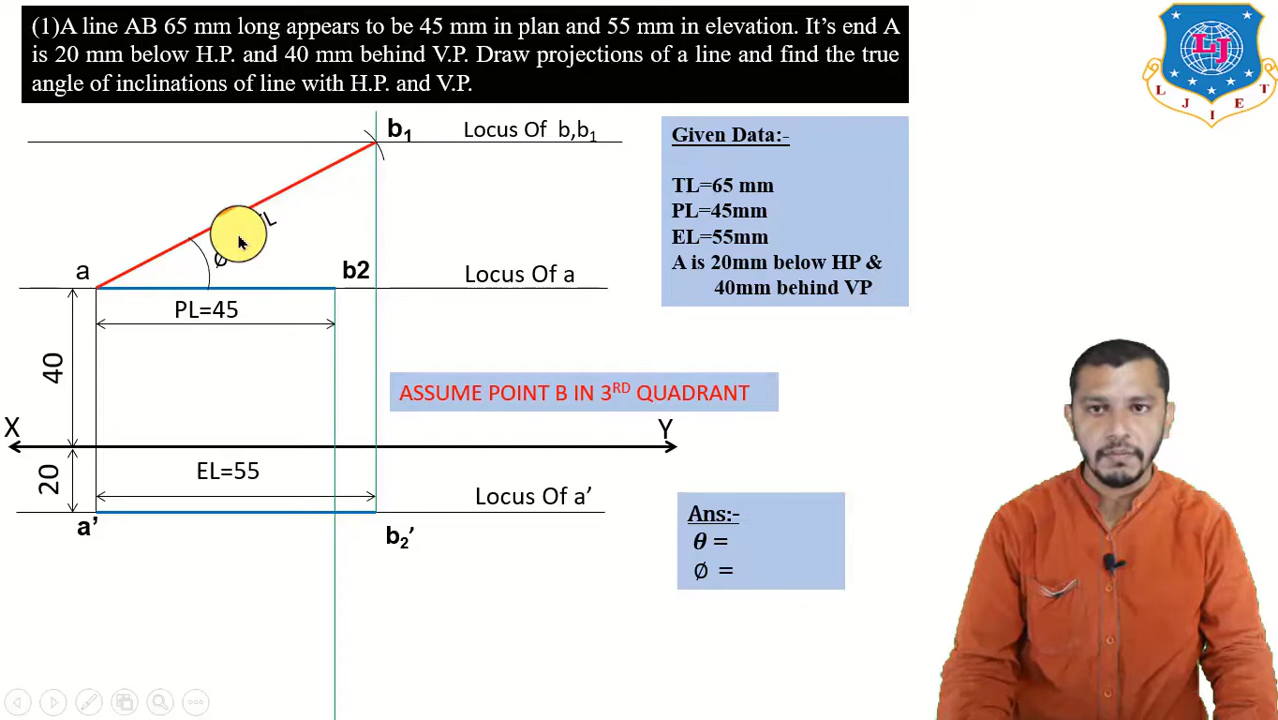 (1)A line AB 65 mm long appears to be 45 mm in plan and 55 mm in elevation. It’s end A
is 20 mm below H.P. and 40 mm behind V.P. Draw projections of a line and find the true
angle of inclinations of line with H.P. and V.P.
L J
L J I E T
b₁
Locus Of b,b₁
Given Data:-
TL=65 mm
PL=45mm
EL=55mm
A is 20mm below HP &
40mm behind VP
∅
a
b2
Locus Of a
PL=45
40
ASSUME POINT B IN 3RD QUADRANT
X
Y
20
EL=55
Locus Of a’
a’
b₂’
Ans:-
θ =
∅ =